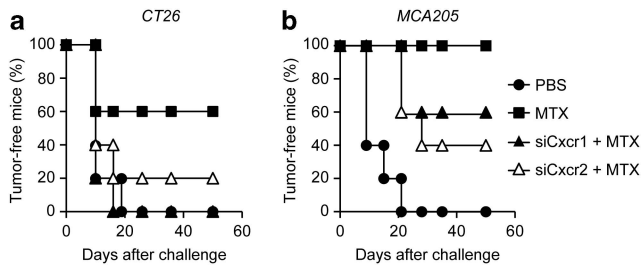 a
CT26
Tumor-free mice (%)
100
80
60
40
20
0
0 20 40 60
Days after challenge
b
MCA205
Tumor-free mice (%)
100
80
60
40
20
0
0 20 40 60
Days after challenge
PBS
MTX
siCxcr1 + MTX
siCxcr2 + MTX